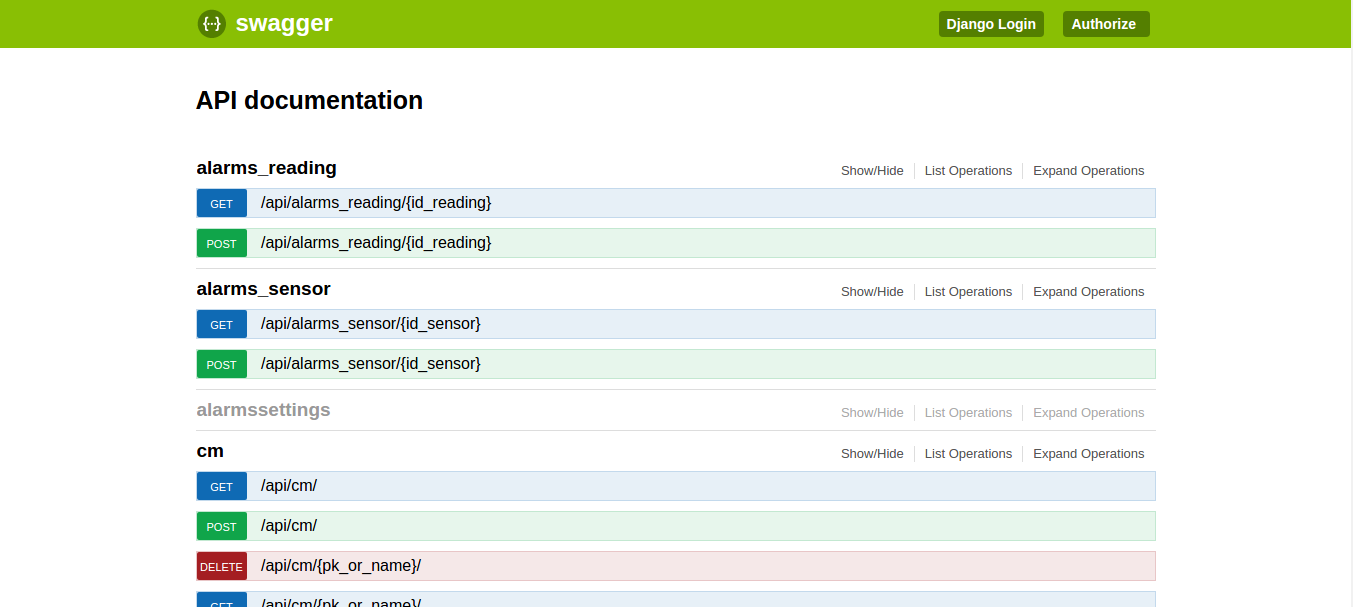 {···} swagger Django Login Authorize
API documentation
alarms_reading Show/Hide List Operations Expand Operations
GET /api/alarms_reading/{id_reading}
POST /api/alarms_reading/{id_reading}
alarms_sensor Show/Hide List Operations Expand Operations
GET /api/alarms_sensor/{id_sensor}
POST /api/alarms_sensor/{id_sensor}
alarmssettings Show/Hide List Operations Expand Operations
cm Show/Hide List Operations Expand Operations
GET /api/cm/
POST /api/cm/
DELETE /api/cm/{pk_or_name}/
GET /api/cm/{pk_or_name}/